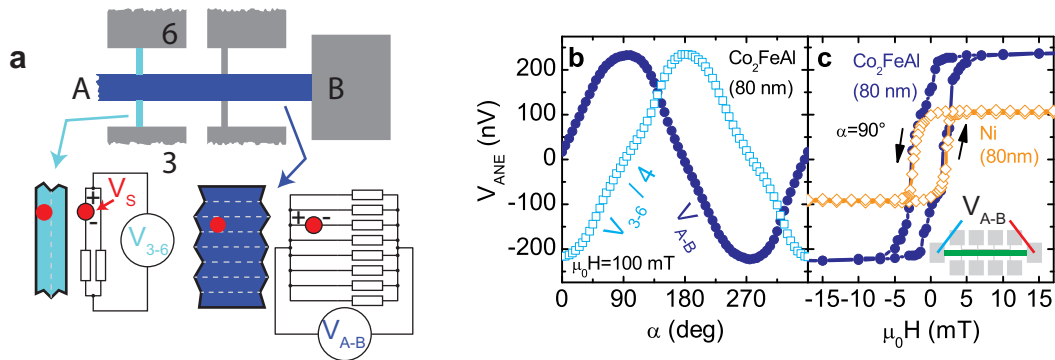 a
6
A
B
3
+
-
V_S
V_3-6
+
-
V_A-B
V_ANE (nV)
200
100
0
-100
-200
b
Co₂FeAl
(80 nm)
V_3-6 / 4
V_A-B
μ₀H=100 mT
0 90 180 270
α (deg)
c
Co₂FeAl
(80 nm)
α=90°
Ni
(80nm)
V_A-B
-15 -10 -5 0 5 10 15
μ₀H (mT)